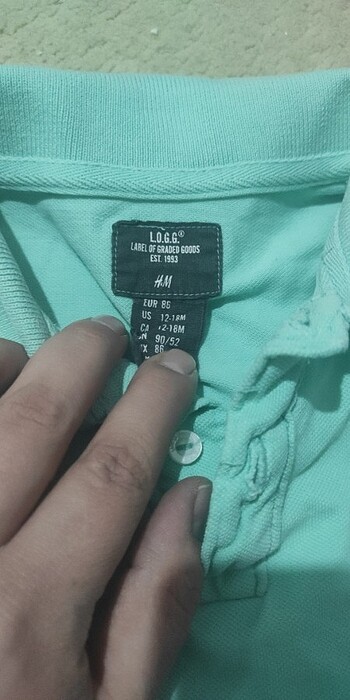 L.O.G.G.®
LABEL OF GRADED GOODS
EST. 1993
H&M
EUR 86
US 12-18M
CA 12-18M
CN 90/52
MX 86